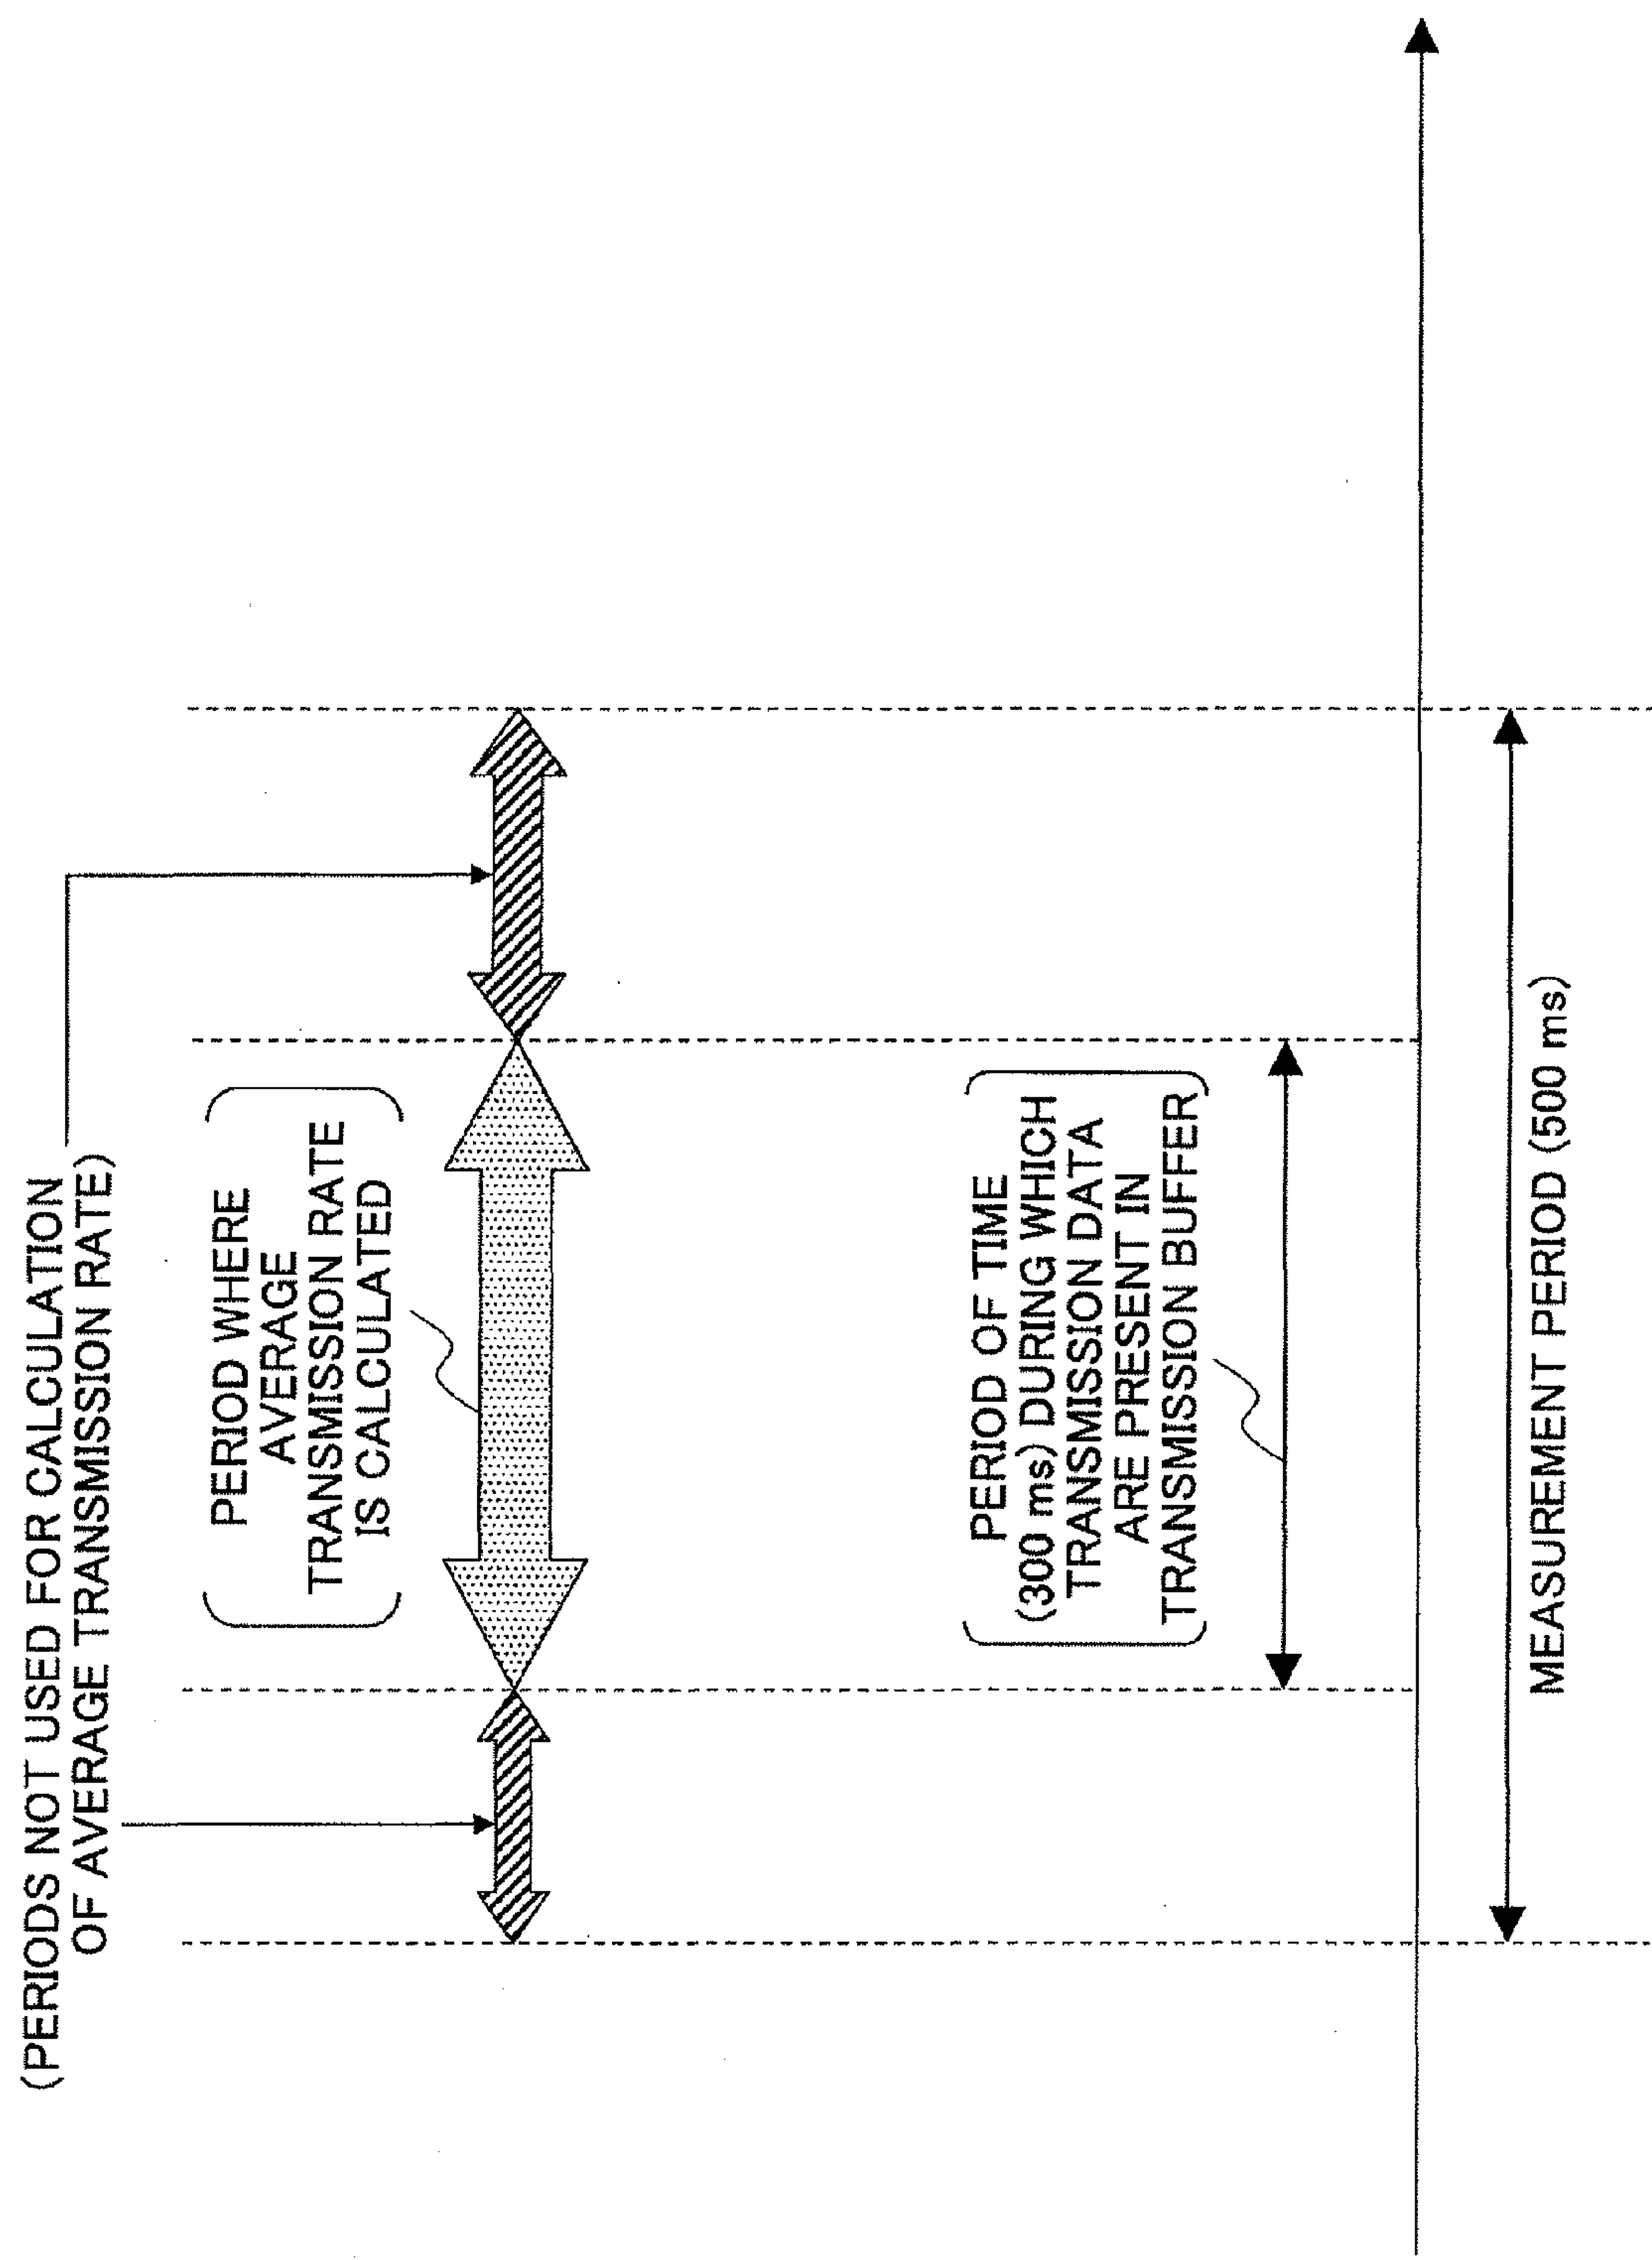 (PERIODS NOT USED FOR CALCULATION
OF AVERAGE TRANSMISSION RATE)
PERIOD WHERE
AVERAGE
TRANSMISSION RATE
IS CALCULATED
PERIOD OF TIME
(300 ms) DURING WHICH
TRANSMISSION DATA
ARE PRESENT IN
TRANSMISSION BUFFER
MEASUREMENT PERIOD (500 ms)